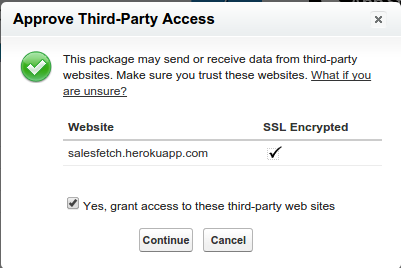 Approve Third-Party Access
This package may send or receive data from third-party
websites. Make sure you trust these websites. What if you
are unsure?
Website SSL Encrypted
salesfetch.herokuapp.com
Yes, grant access to these third-party web sites
Continue Cancel